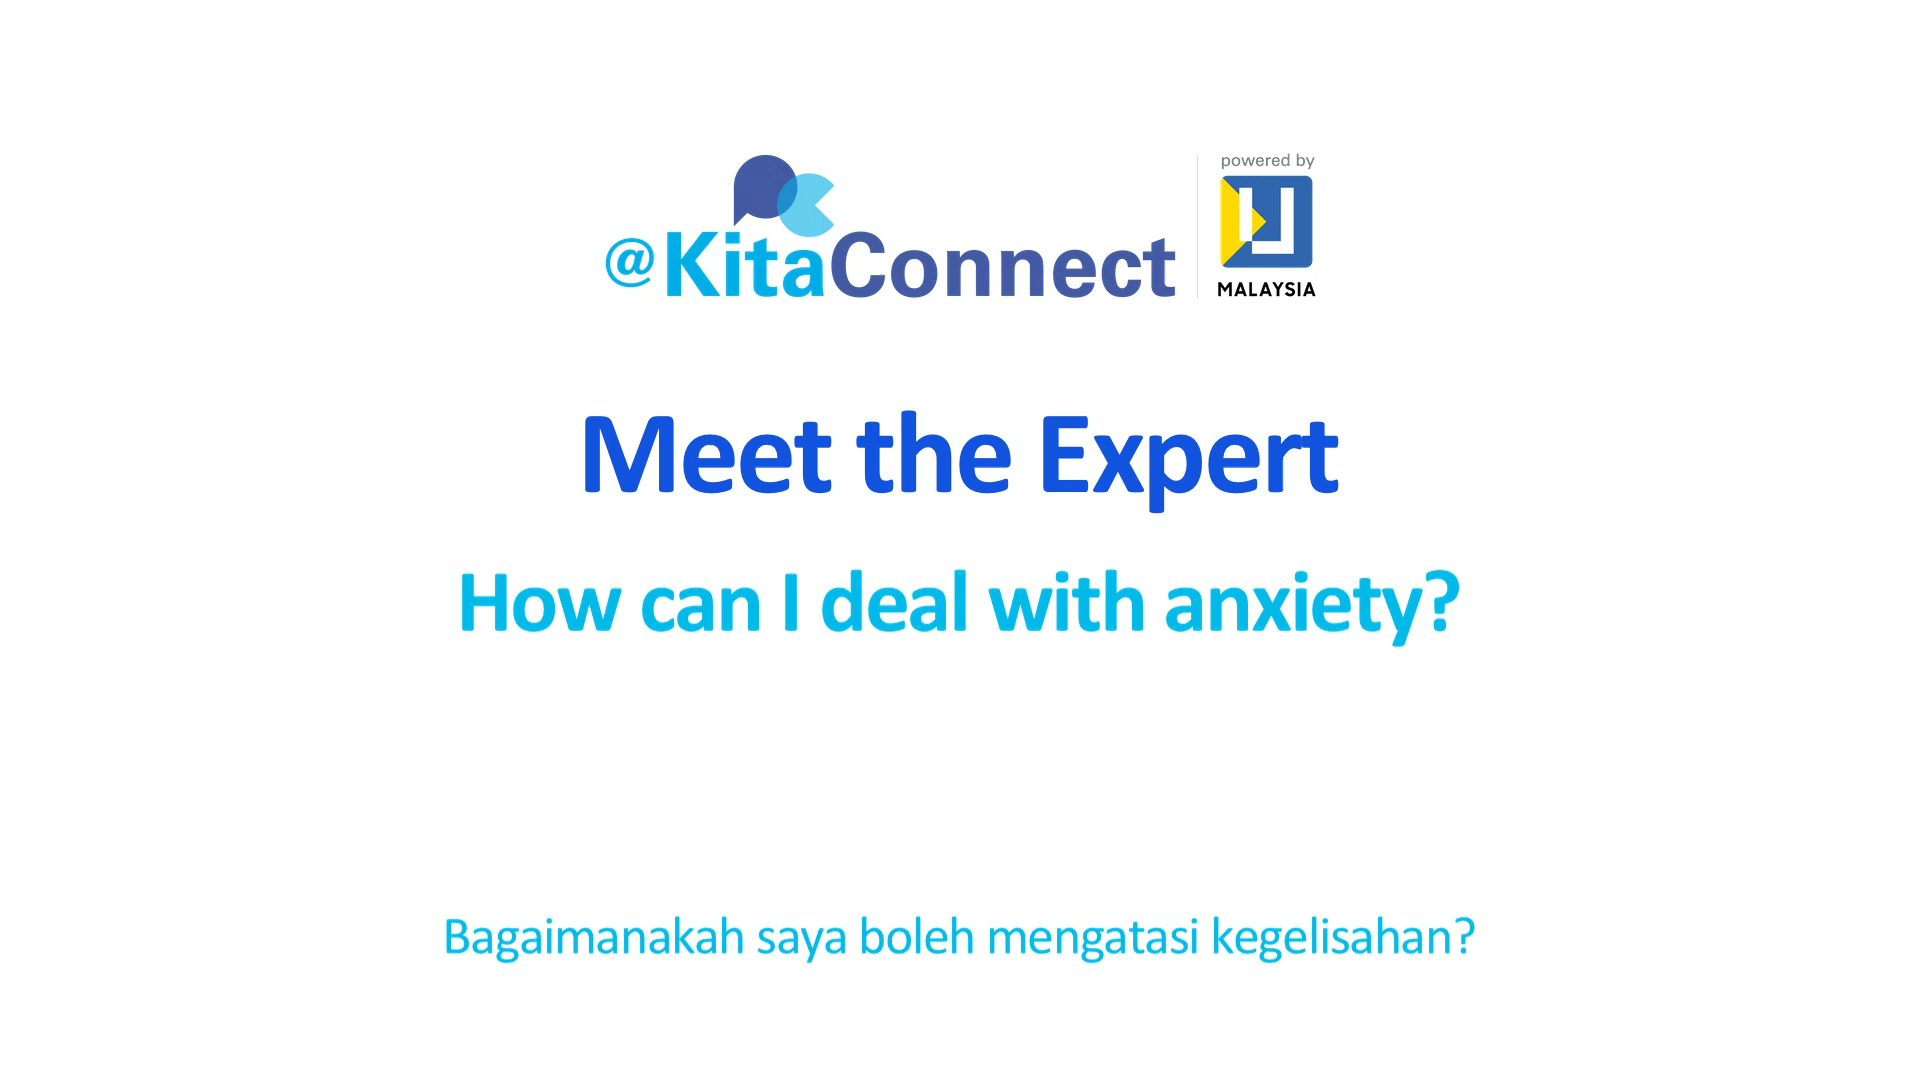 powered by
@KitaConnect
MALAYSIA
Meet the Expert
How can I deal with anxiety?
Bagaimanakah saya boleh mengatasi kegelisahan?